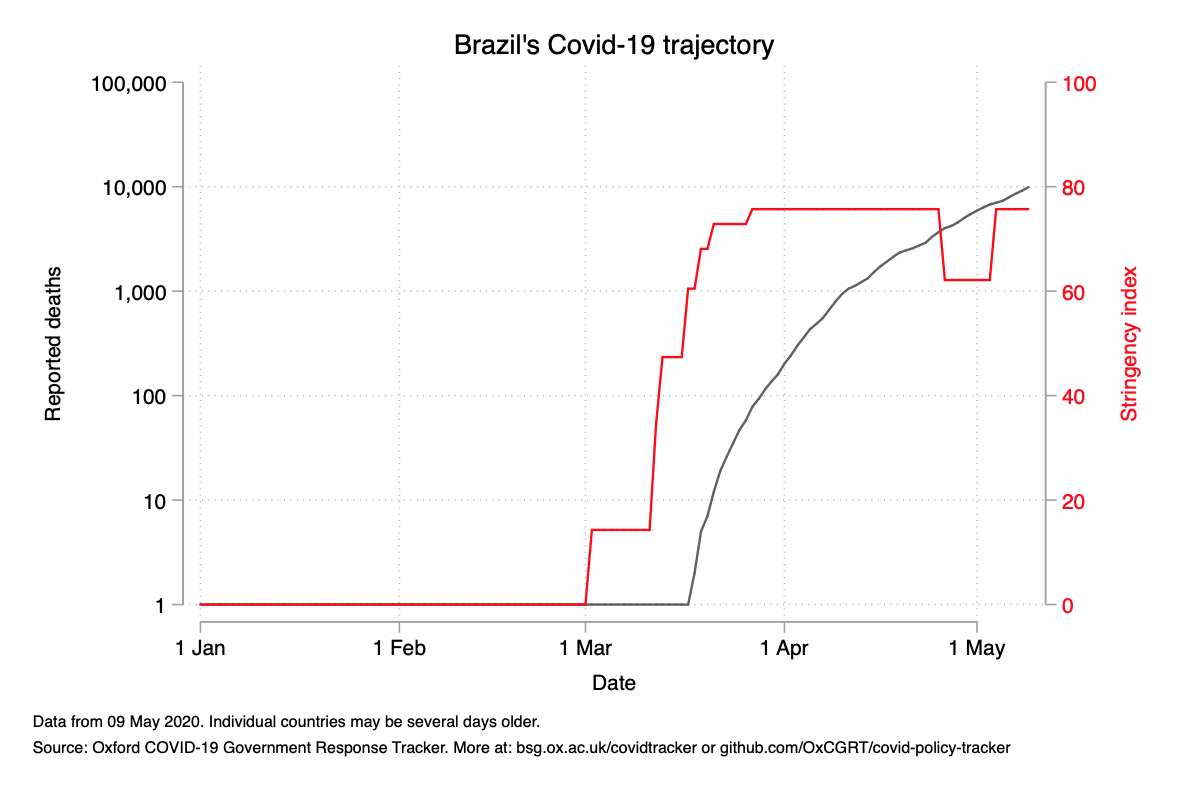 Brazil's Covid-19 trajectory
100,000
10,000
1,000
100
10
1
Reported deaths
100
80
60
40
20
0
Stringency index
1 Jan
1 Feb
1 Mar
1 Apr
1 May
Date
Data from 09 May 2020. Individual countries may be several days older.
Source: Oxford COVID-19 Government Response Tracker. More at: bsg.ox.ac.uk/covidtracker or github.com/OxCGRT/covid-policy-tracker